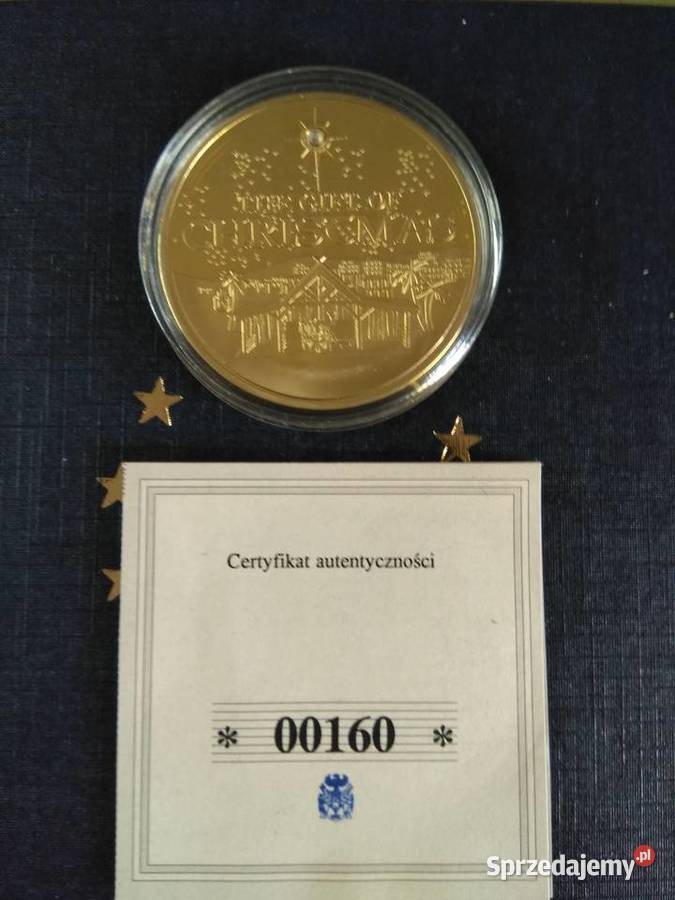 THE GIFT OF
CHRISTMAS
Certyfikat autentyczności
* 00160 *
Sprzedajemy.pl